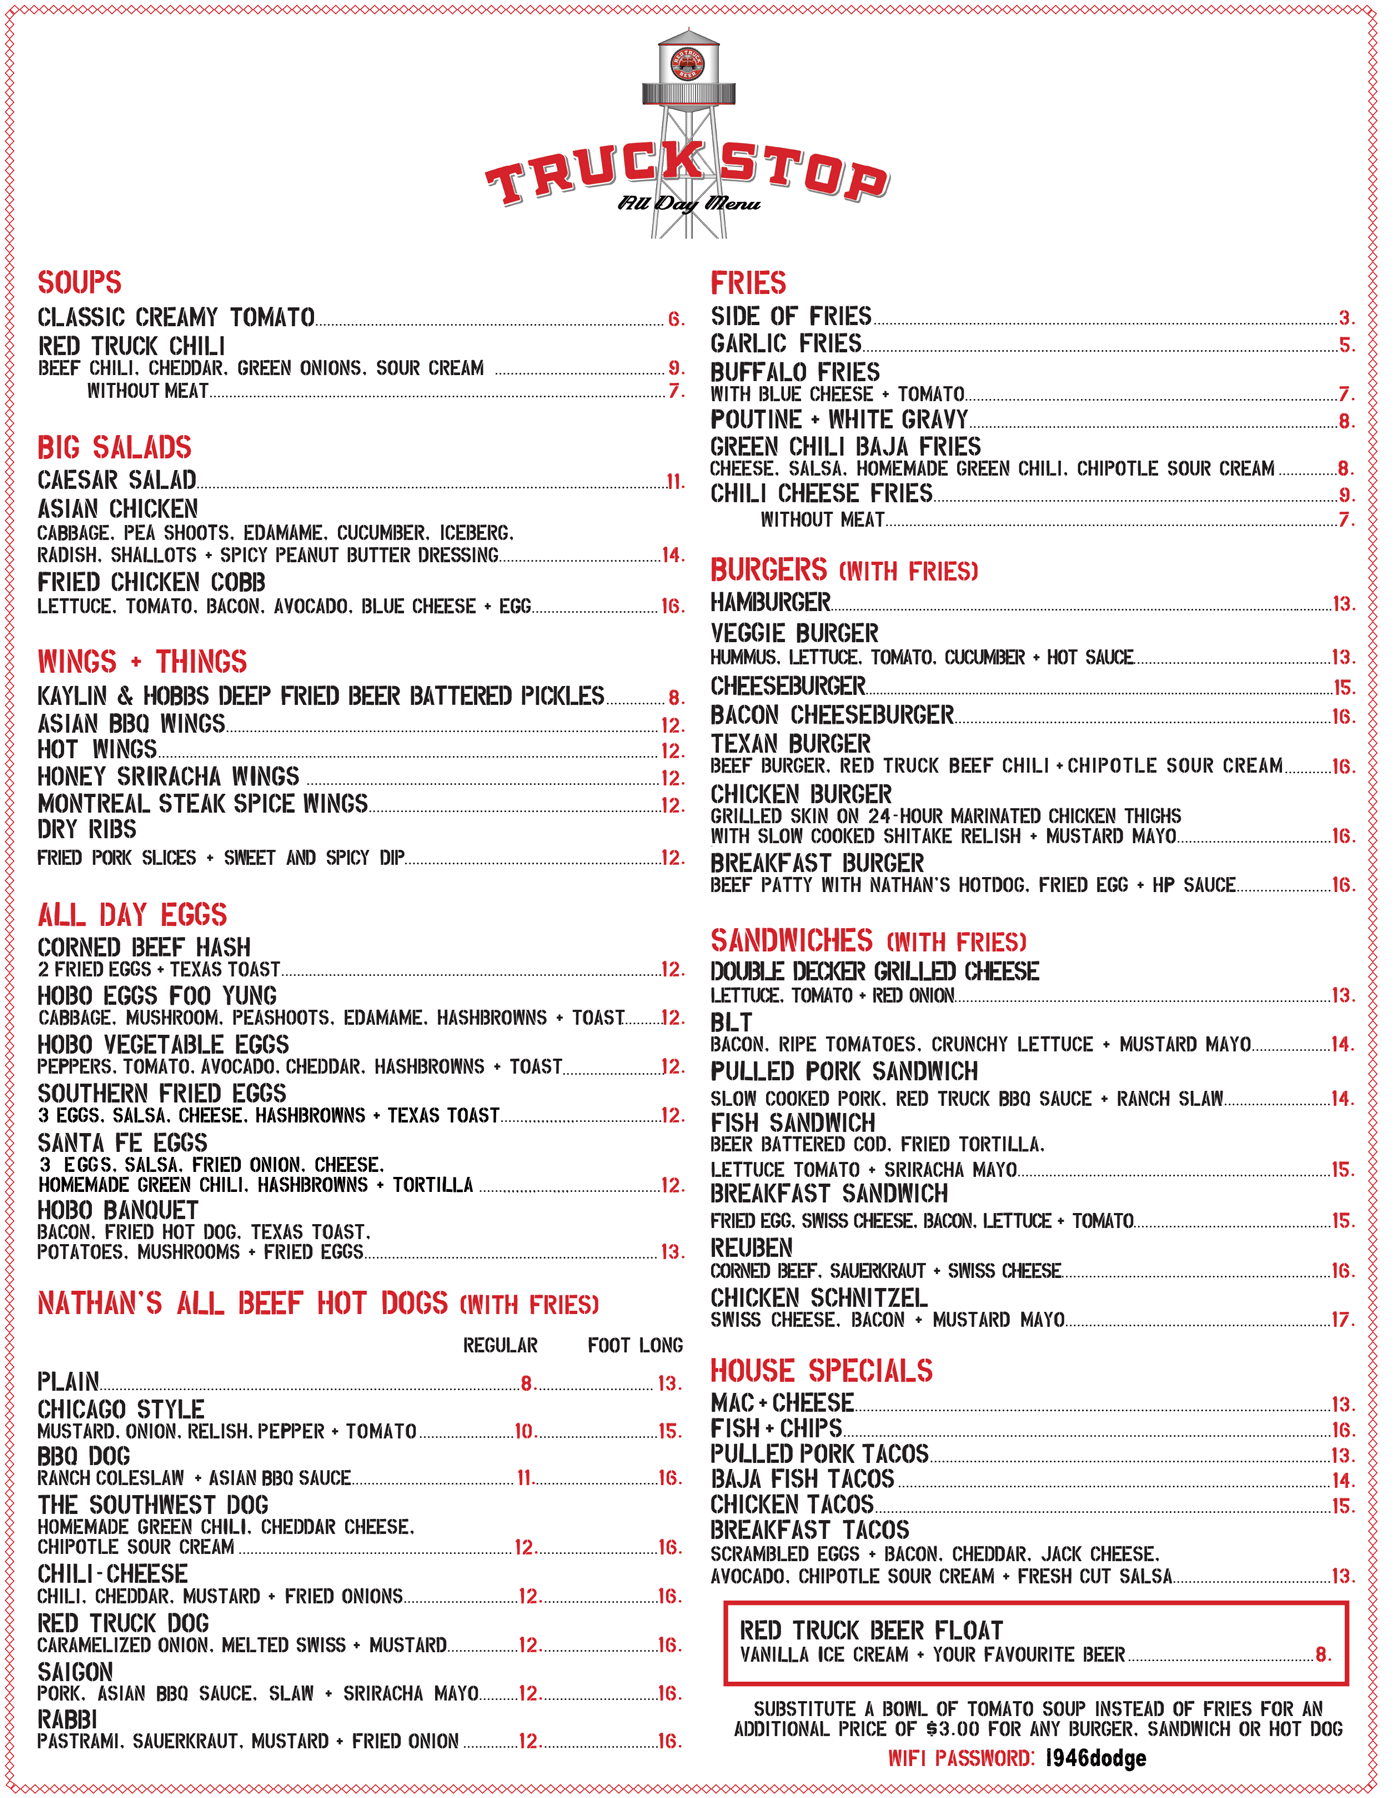 RED TRUCK
BEER
TRUCK STOP
All Day Menu
SOUPS
CLASSIC CREAMY TOMATO 6.
RED TRUCK CHILI
BEEF CHILI, CHEDDAR, GREEN ONIONS, SOUR CREAM 9.
WITHOUT MEAT 7.
BIG SALADS
CAESAR SALAD 11.
ASIAN CHICKEN
CABBAGE, PEA SHOOTS, EDAMAME, CUCUMBER, ICEBERG,
RADISH, SHALLOTS + SPICY PEANUT BUTTER DRESSING 14.
FRIED CHICKEN COBB
LETTUCE, TOMATO, BACON, AVOCADO, BLUE CHEESE + EGG 16.
WINGS + THINGS
KAYLIN & HOBBS DEEP FRIED BEER BATTERED PICKLES 8.
ASIAN BBQ WINGS 12.
HOT WINGS 12.
HONEY SRIRACHA WINGS 12.
MONTREAL STEAK SPICE WINGS 12.
DRY RIBS
FRIED PORK SLICES + SWEET AND SPICY DIP 12.
ALL DAY EGGS
CORNED BEEF HASH
2 FRIED EGGS + TEXAS TOAST 12.
HOBO EGGS FOO YUNG
CABBAGE, MUSHROOM, PEASHOOTS, EDAMAME, HASHBROWNS + TOAST 12.
HOBO VEGETABLE EGGS
PEPPERS, TOMATO, AVOCADO, CHEDDAR, HASHBROWNS + TOAST 12.
SOUTHERN FRIED EGGS
3 EGGS, SALSA, CHEESE, HASHBROWNS + TEXAS TOAST 12.
SANTA FE EGGS
3 EGGS, SALSA, FRIED ONION, CHEESE,
HOMEMADE GREEN CHILI, HASHBROWNS + TORTILLA 12.
HOBO BANQUET
BACON, FRIED HOT DOG, TEXAS TOAST,
POTATOES, MUSHROOMS + FRIED EGGS 13.
NATHAN'S ALL BEEF HOT DOGS (WITH FRIES)
REGULAR FOOT LONG
PLAIN 8. 13.
CHICAGO STYLE
MUSTARD, ONION, RELISH, PEPPER + TOMATO 10. 15.
BBQ DOG
RANCH COLESLAW + ASIAN BBQ SAUCE 11. 16.
THE SOUTHWEST DOG
HOMEMADE GREEN CHILI, CHEDDAR CHEESE,
CHIPOTLE SOUR CREAM 12. 16.
CHILI-CHEESE
CHILI, CHEDDAR, MUSTARD + FRIED ONIONS 12. 16.
RED TRUCK DOG
CARAMELIZED ONION, MELTED SWISS + MUSTARD 12. 16.
SAIGON
PORK, ASIAN BBQ SAUCE, SLAW + SRIRACHA MAYO 12. 16.
RABBI
PASTRAMI, SAUERKRAUT, MUSTARD + FRIED ONION 12. 16.
FRIES
SIDE OF FRIES 3.
GARLIC FRIES 5.
BUFFALO FRIES
WITH BLUE CHEESE + TOMATO 7.
POUTINE + WHITE GRAVY 8.
GREEN CHILI BAJA FRIES
CHEESE, SALSA, HOMEMADE GREEN CHILI, CHIPOTLE SOUR CREAM 8.
CHILI CHEESE FRIES 9.
WITHOUT MEAT 7.
BURGERS (WITH FRIES)
HAMBURGER 13.
VEGGIE BURGER
HUMMUS, LETTUCE, TOMATO, CUCUMBER + HOT SAUCE 13.
CHEESEBURGER 15.
BACON CHEESEBURGER 16.
TEXAN BURGER
BEEF BURGER, RED TRUCK BEEF CHILI + CHIPOTLE SOUR CREAM 16.
CHICKEN BURGER
GRILLED SKIN ON 24-HOUR MARINATED CHICKEN THIGHS
WITH SLOW COOKED SHITAKE RELISH + MUSTARD MAYO 16.
BREAKFAST BURGER
BEEF PATTY WITH NATHAN'S HOTDOG, FRIED EGG + HP SAUCE 16.
SANDWICHES (WITH FRIES)
DOUBLE DECKER GRILLED CHEESE
LETTUCE, TOMATO + RED ONION 13.
BLT
BACON, RIPE TOMATOES, CRUNCHY LETTUCE + MUSTARD MAYO 14.
PULLED PORK SANDWICH
SLOW COOKED PORK, RED TRUCK BBQ SAUCE + RANCH SLAW 14.
FISH SANDWICH
BEER BATTERED COD, FRIED TORTILLA,
LETTUCE TOMATO + SRIRACHA MAYO 15.
BREAKFAST SANDWICH
FRIED EGG, SWISS CHEESE, BACON, LETTUCE + TOMATO 15.
REUBEN
CORNED BEEF, SAUERKRAUT + SWISS CHEESE 16.
CHICKEN SCHNITZEL
SWISS CHEESE, BACON + MUSTARD MAYO 17.
HOUSE SPECIALS
MAC + CHEESE 13.
FISH + CHIPS 16.
PULLED PORK TACOS 13.
BAJA FISH TACOS 14.
CHICKEN TACOS 15.
BREAKFAST TACOS
SCRAMBLED EGGS + BACON, CHEDDAR, JACK CHEESE,
AVOCADO, CHIPOTLE SOUR CREAM + FRESH CUT SALSA 13.
RED TRUCK BEER FLOAT
VANILLA ICE CREAM + YOUR FAVOURITE BEER 8.
SUBSTITUTE A BOWL OF TOMATO SOUP INSTEAD OF FRIES FOR AN
ADDITIONAL PRICE OF $3.00 FOR ANY BURGER, SANDWICH OR HOT DOG
WIFI PASSWORD: 1946dodge